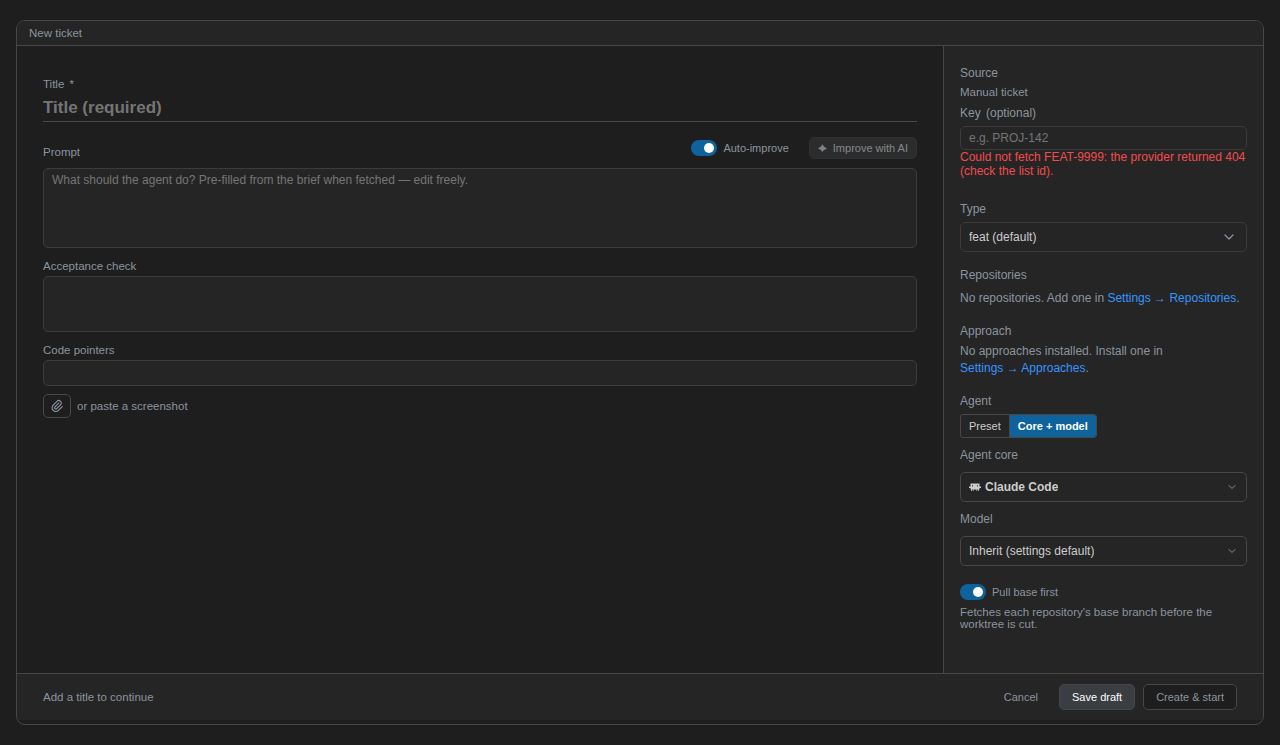 New ticket
Title *
Title (required)
Prompt
Auto-improve
Improve with AI
What should the agent do? Pre-filled from the brief when fetched — edit freely.
Acceptance check
Code pointers
or paste a screenshot
Source
Manual ticket
Key (optional)
e.g. PROJ-142
Could not fetch FEAT-9999: the provider returned 404
(check the list id).
Type
feat (default)
Repositories
No repositories. Add one in Settings → Repositories.
Approach
No approaches installed. Install one in
Settings → Approaches.
Agent
Preset
Core + model
Agent core
Claude Code
Model
Inherit (settings default)
Pull base first
Fetches each repository's base branch before the
worktree is cut.
Add a title to continue
Cancel
Save draft
Create & start